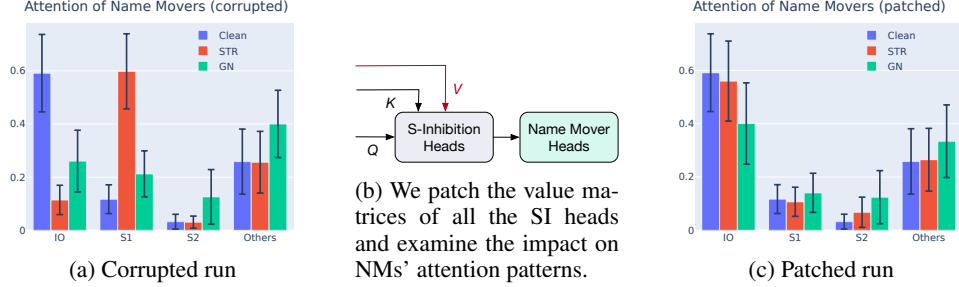 Attention of Name Movers (corrupted)
Clean
STR
GN
0.6
0.4
0.2
0
IO
S1
S2
Others
(a) Corrupted run
V
K
Q
S-Inhibition
Heads
Name Mover
Heads
(b) We patch the value ma-
trices of all the SI heads
and examine the impact on
NMs' attention patterns.
Attention of Name Movers (patched)
Clean
STR
GN
0.6
0.4
0.2
0
IO
S1
S2
Others
(c) Patched run